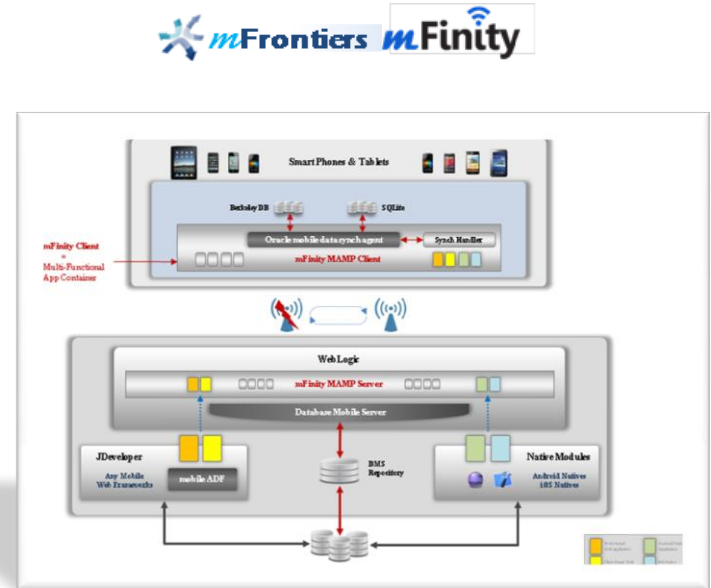 mFrontiers mFinity
Smart Phones & Tablets
Berkeley DB
SQLite
Oracle mobile data synch agent
Synch Handler
mFinity Client
=
Multi-Functional
App Container
mFinity MAMP Client
WebLogic
mFinity MAMP Server
Database Mobile Server
JDeveloper
Any Mobile
Web Frameworks
mobile ADF
BMS
Repository
Native Modules
Android Natives
iOS Natives